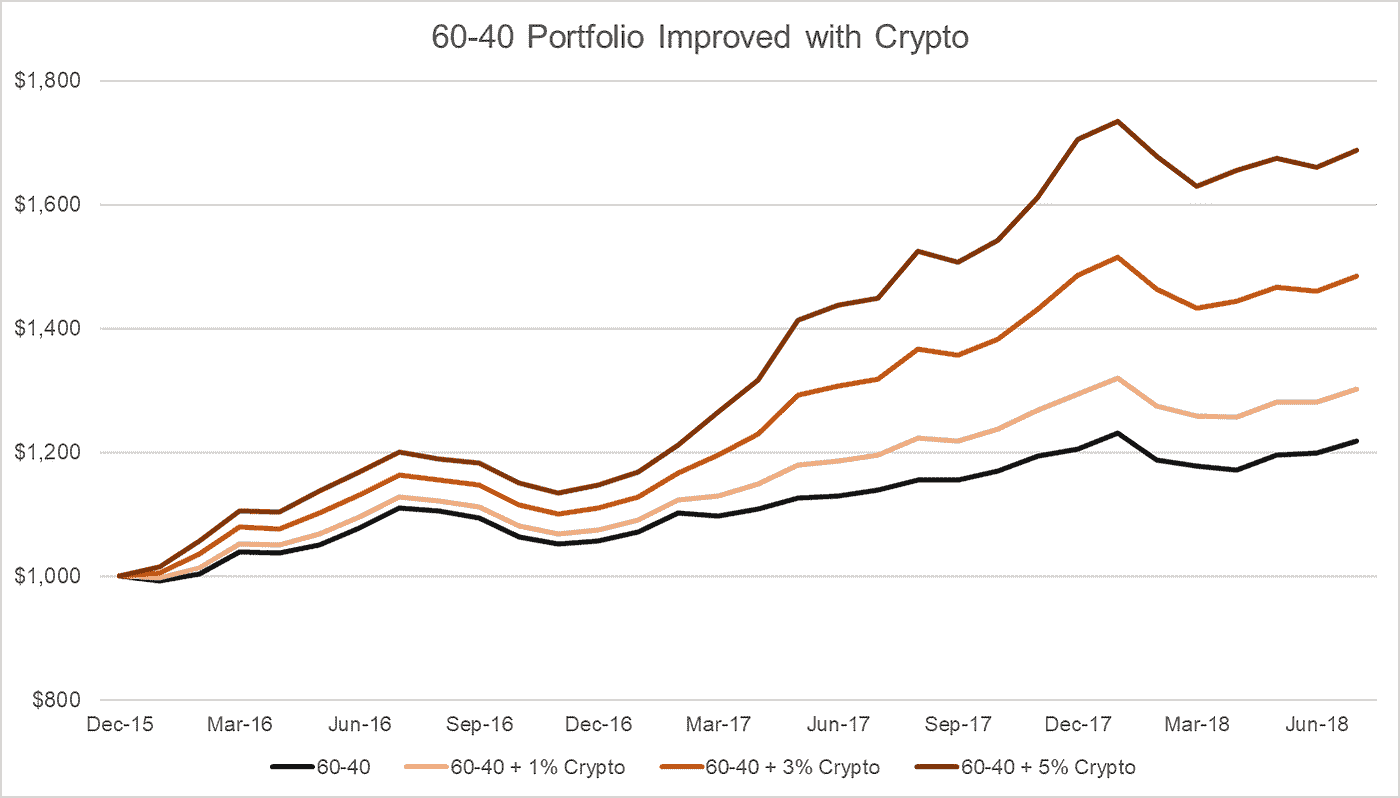 60-40 Portfolio Improved with Crypto
$1,800
$1,600
$1,400
$1,200
$1,000
$800
Dec-15 Mar-16 Jun-16 Sep-16 Dec-16 Mar-17 Jun-17 Sep-17 Dec-17 Mar-18 Jun-18
60-40 60-40 + 1% Crypto 60-40 + 3% Crypto 60-40 + 5% Crypto